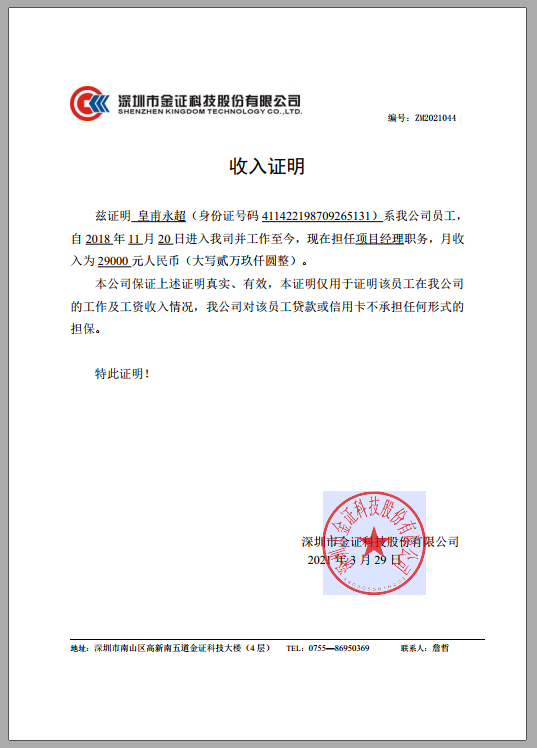 深圳市金证科技股份有限公司
SHENZHEN KINGDOM TECHNOLOGY CO.,LTD.
编号：ZM2021044
收入证明
兹证明 皇甫永超（身份证号码 411422198709265131）系我公司员工，
自 2018 年 11 月 20 日进入我司并工作至今，现在担任项目经理职务，月收
入为 29000 元人民币（大写贰万玖仟圆整）。
本公司保证上述证明真实、有效，本证明仅用于证明该员工在我公司
的工作及工资收入情况，我公司对该员工贷款或信用卡不承担任何形式的
担保。
特此证明！
深圳市金证科技股份有限公司
深圳市金证科技股份有限公司
2021 年 3 月 29 日
地址：深圳市南山区高新南五道金证科技大楼（4 层） TEL：0755—86950369 联系人：詹哲